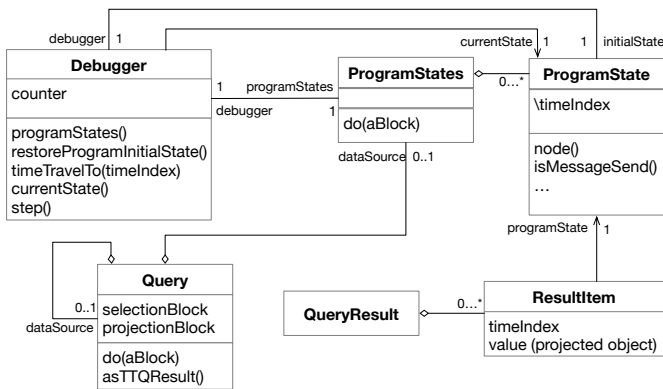 debugger 1
currentState 1
1 initialState
Debugger
counter
programStates()
restoreProgramInitialState()
timeTravelTo(timeIndex)
currentState()
step()
1 programStates
debugger 1
ProgramStates
do(aBlock)
dataSource 0..1
0...*
ProgramState
\timeIndex
node()
isMessageSend()
...
programState 1
Query
selectionBlock
projectionBlock
do(aBlock)
asTTQResult()
0..1
dataSource
QueryResult
0...*
ResultItem
timeIndex
value (projected object)